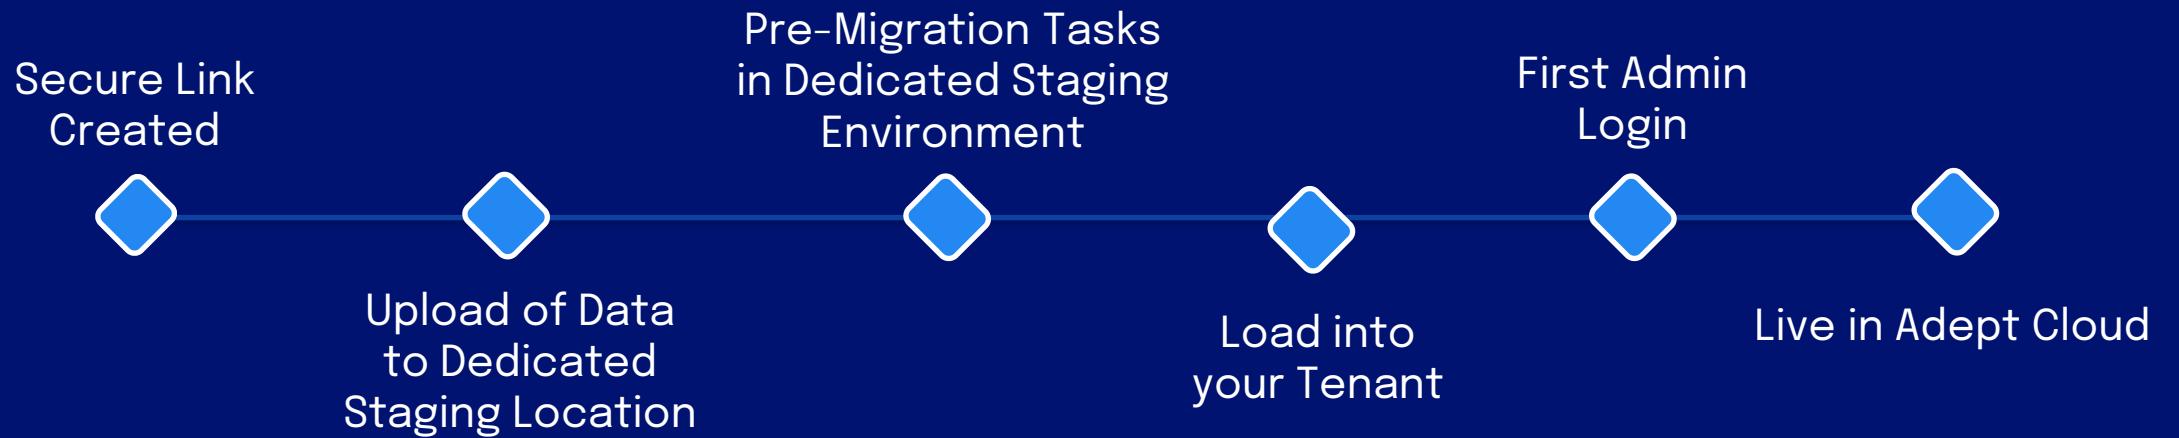 Secure Link
Created
Upload of Data
to Dedicated
Staging Location
Pre-Migration Tasks
in Dedicated Staging
Environment
Load into
your Tenant
First Admin
Login
Live in Adept Cloud